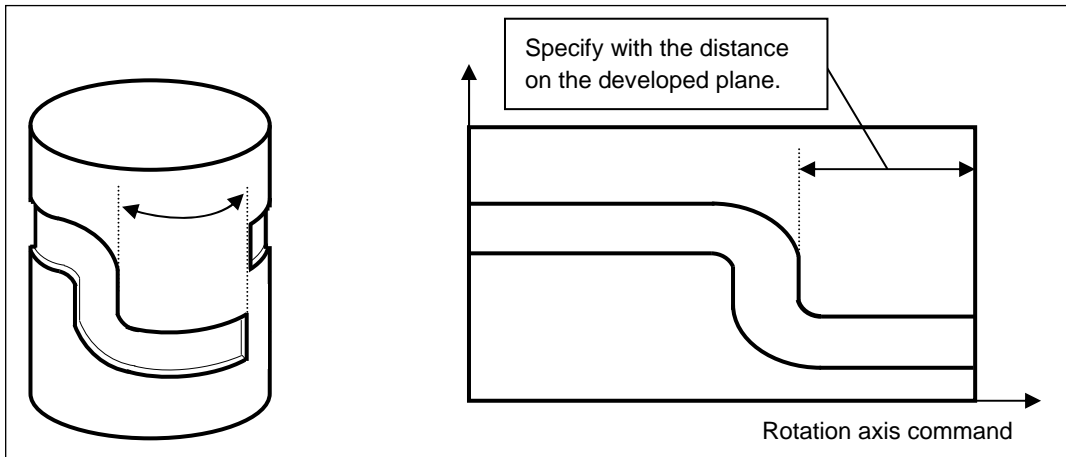 Specify with the distance
on the developed plane.
Rotation axis command